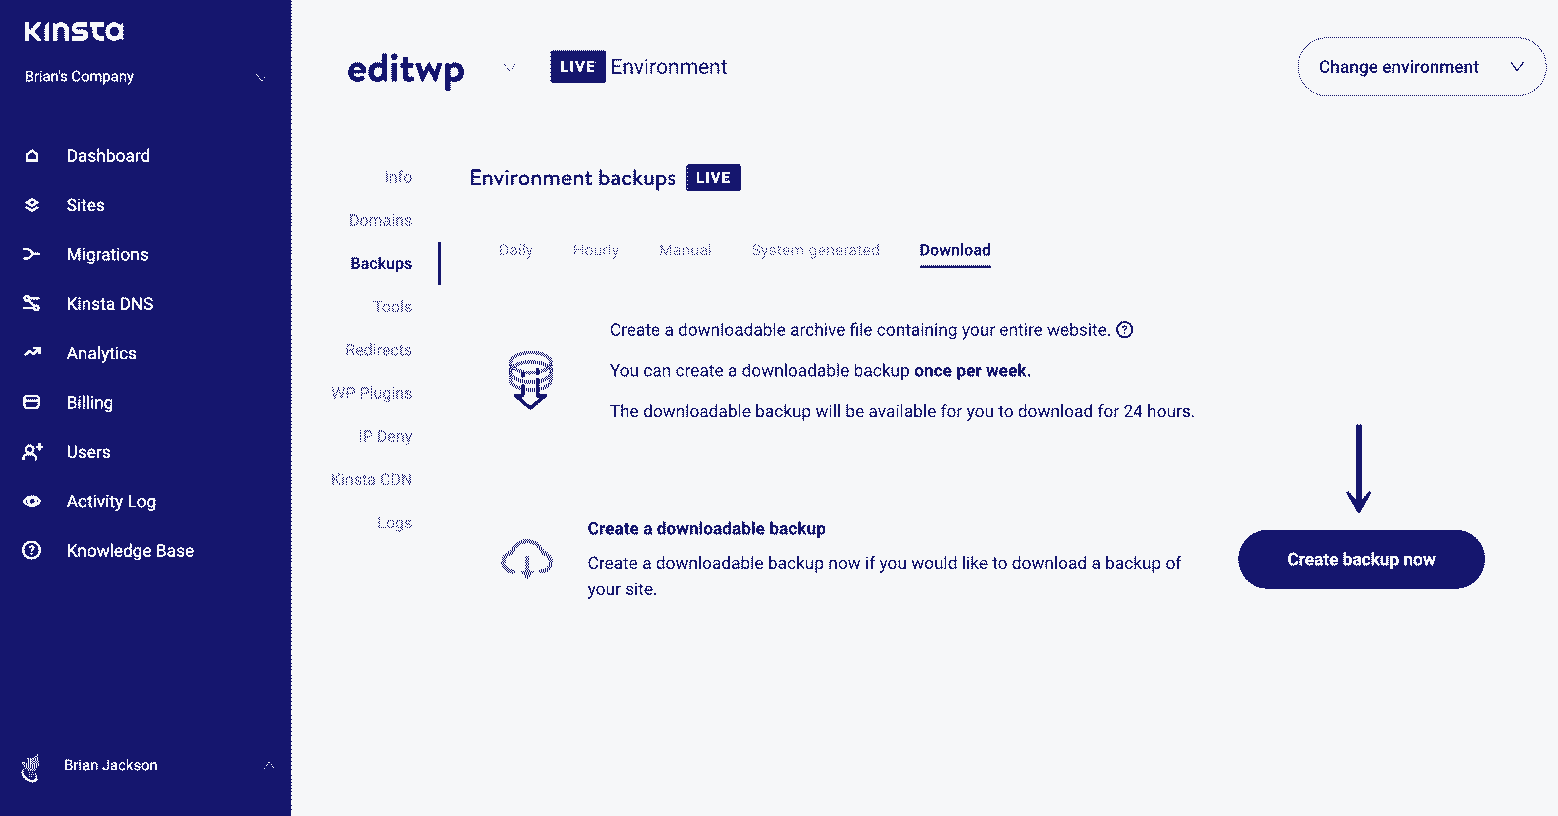 Kinsta
Brian's Company
Dashboard
Sites
Migrations
Kinsta DNS
Analytics
Billing
Users
Activity Log
Knowledge Base
Brian Jackson
editwp
LIVE Environment
Change environment
Info
Domains
Backups
Tools
Redirects
WP Plugins
IP Deny
Kinsta CDN
Logs
Environment backups LIVE
Daily Hourly Manual System generated Download
Create a downloadable archive file containing your entire website. ?
You can create a downloadable backup once per week.
The downloadable backup will be available for you to download for 24 hours.
Create a downloadable backup
Create a downloadable backup now if you would like to download a backup of
your site.
Create backup now